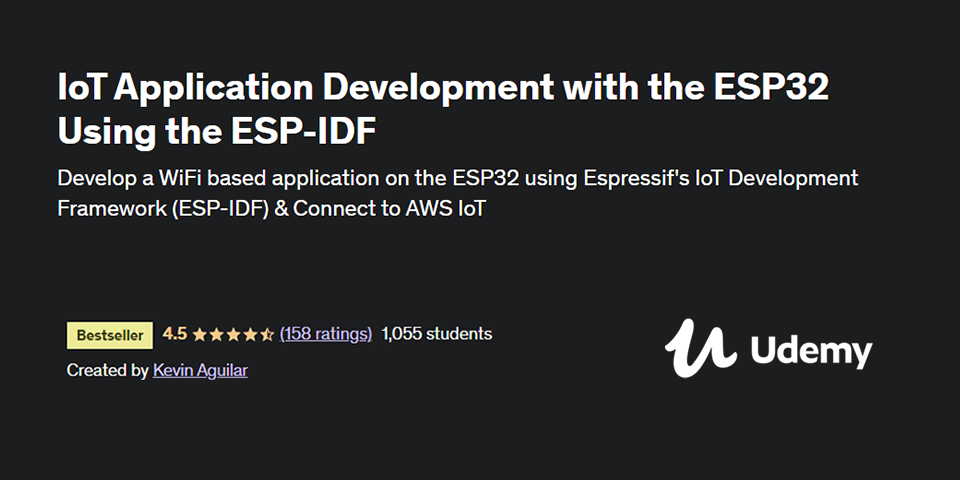 IoT Application Development with the ESP32
Using the ESP-IDF
Develop a WiFi based application on the ESP32 using Espressif's IoT Development
Framework (ESP-IDF) & Connect to AWS IoT
Bestseller 4.5 (158 ratings) 1,055 students
Created by Kevin Aguilar
Udemy